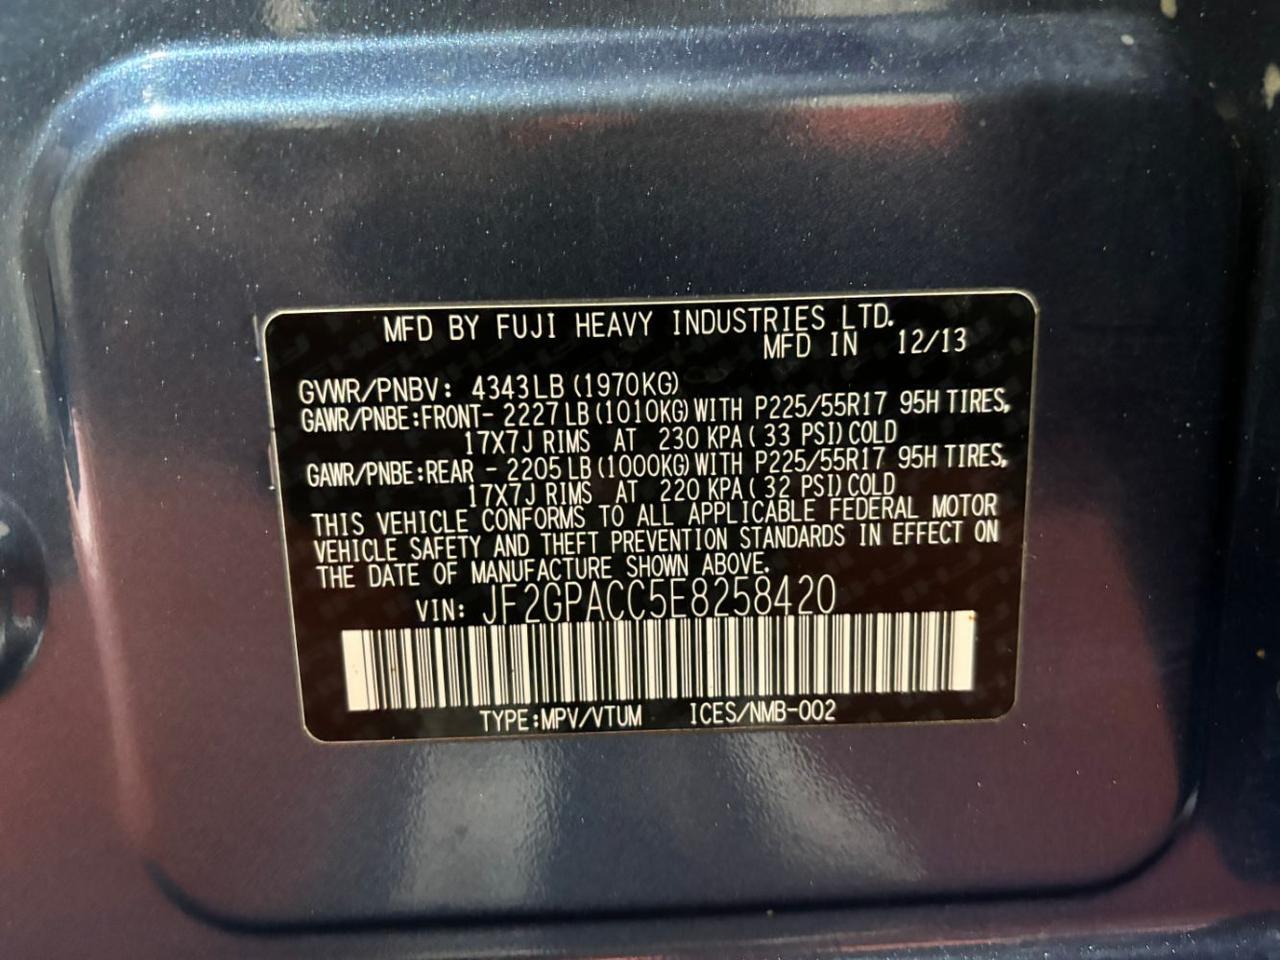 MFD BY FUJI HEAVY INDUSTRIES LTD.
MFD IN 12/13
GVWR/PNBV: 4343LB(1970KG)
GAWR/PNBE:FRONT- 2227LB(1010KG)WITH P225/55R17 95H TIRES,
17X7J RIMS AT 230 KPA(33 PSI)COLD
GAWR/PNBE:REAR - 2205LB(1000KG)WITH P225/55R17 95H TIRES,
17X7J RIMS AT 220 KPA(32 PSI)COLD
THIS VEHICLE CONFORMS TO ALL APPLICABLE FEDERAL MOTOR
VEHICLE SAFETY AND THEFT PREVENTION STANDARDS IN EFFECT ON
THE DATE OF MANUFACTURE SHOWN ABOVE.
VIN: JF2GPACC5E8258420
TYPE:MPV/VTUM ICES/NMB-002